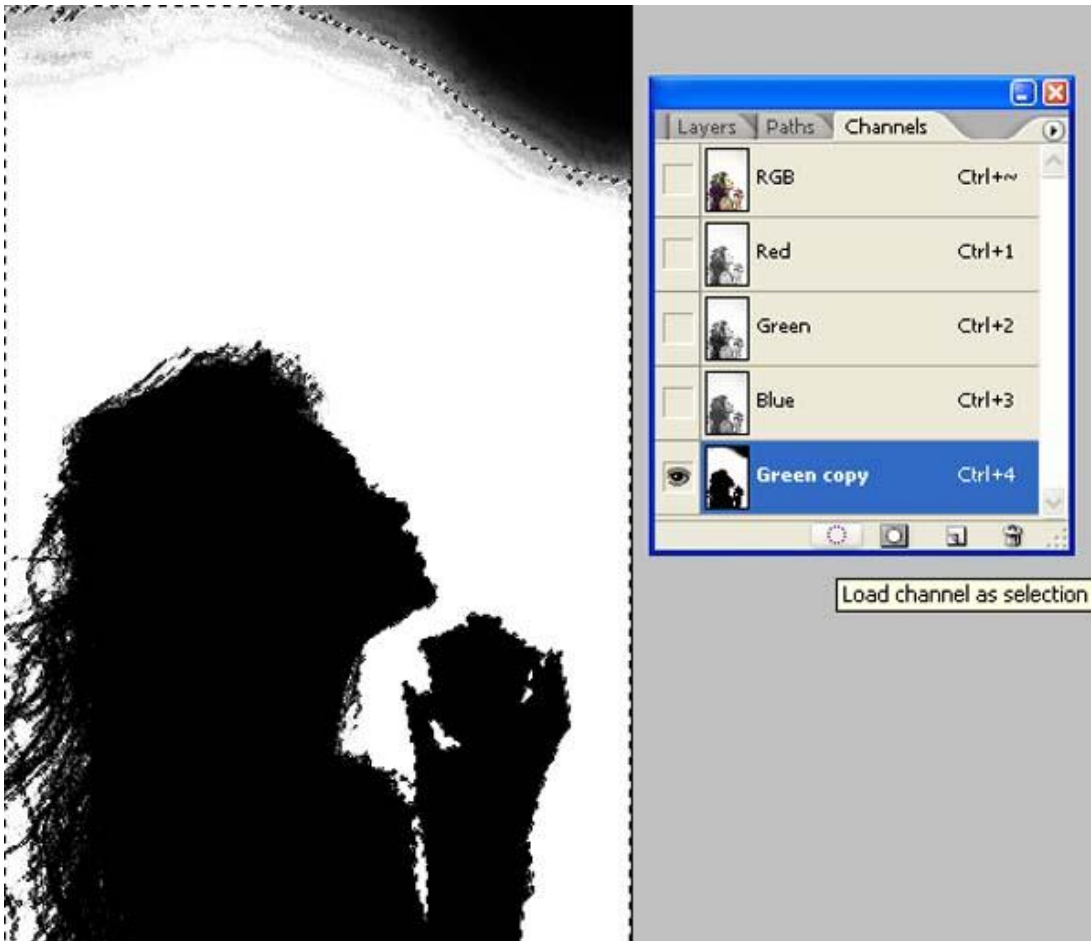 Layers Paths Channels
RGB Ctrl+~
Red Ctrl+1
Green Ctrl+2
Blue Ctrl+3
Green copy Ctrl+4
Load channel as selection